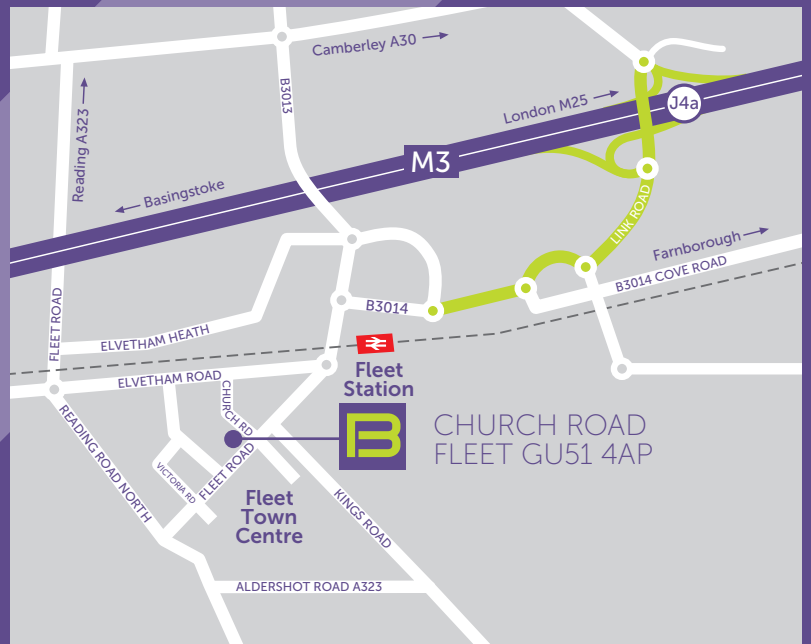 Camberley A30
B3013
London M25
J4a
Reading A323
M3
Basingstoke
LINK ROAD
Farnborough
B3014 COVE ROAD
B3014
FLEET ROAD
ELVETHAM HEATH
Fleet
Station
ELVETHAM ROAD
CHURCH RD
B
CHURCH ROAD
FLEET GU51 4AP
READING ROAD NORTH
VICTORIA RD
FLEET ROAD
Fleet
Town
Centre
KINGS ROAD
ALDERSHOT ROAD A323